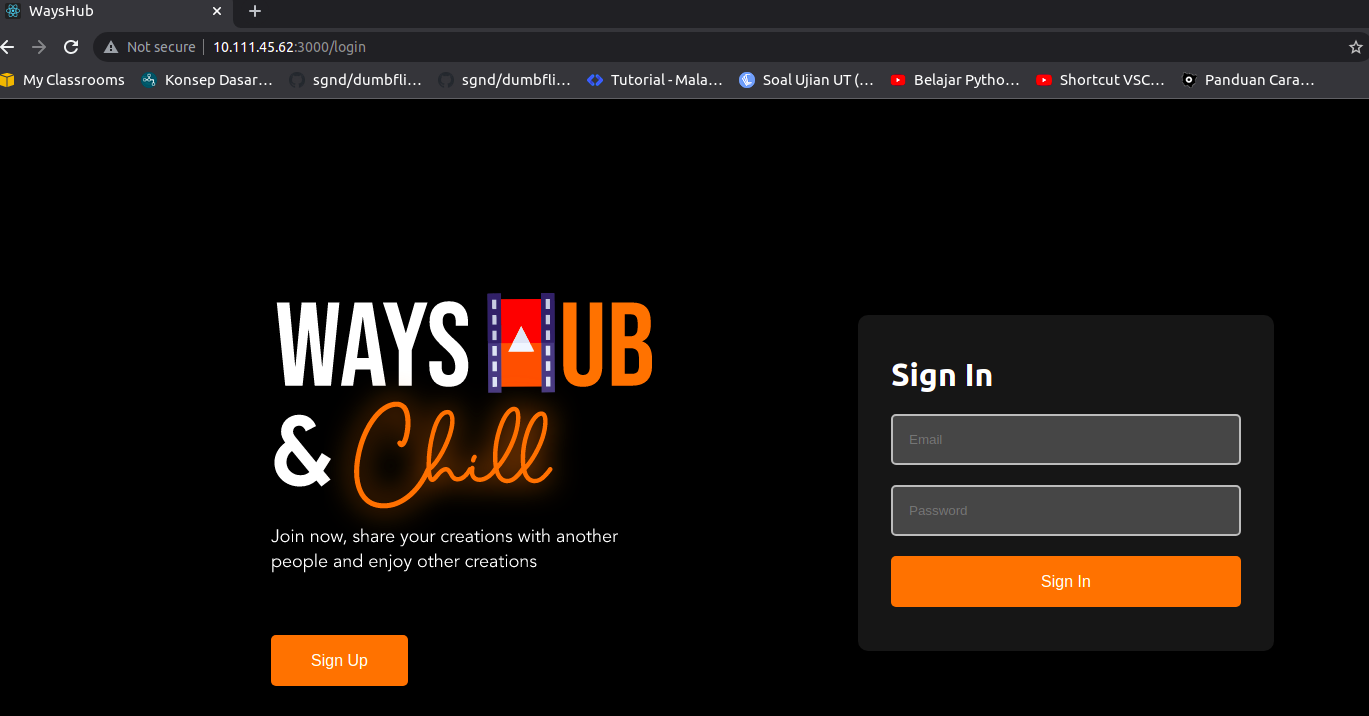 WaysHub
Not secure 10.111.45.62:3000/login
My Classrooms Konsep Dasar... sgnd/dumbfli... sgnd/dumbfli... Tutorial - Mala... Soal Ujian UT (... Belajar Pytho... Shortcut VSC... Panduan Cara...
WAYS HUB
& Chill
Join now, share your creations with another
people and enjoy other creations
Sign Up
Sign In
Email
Password
Sign In